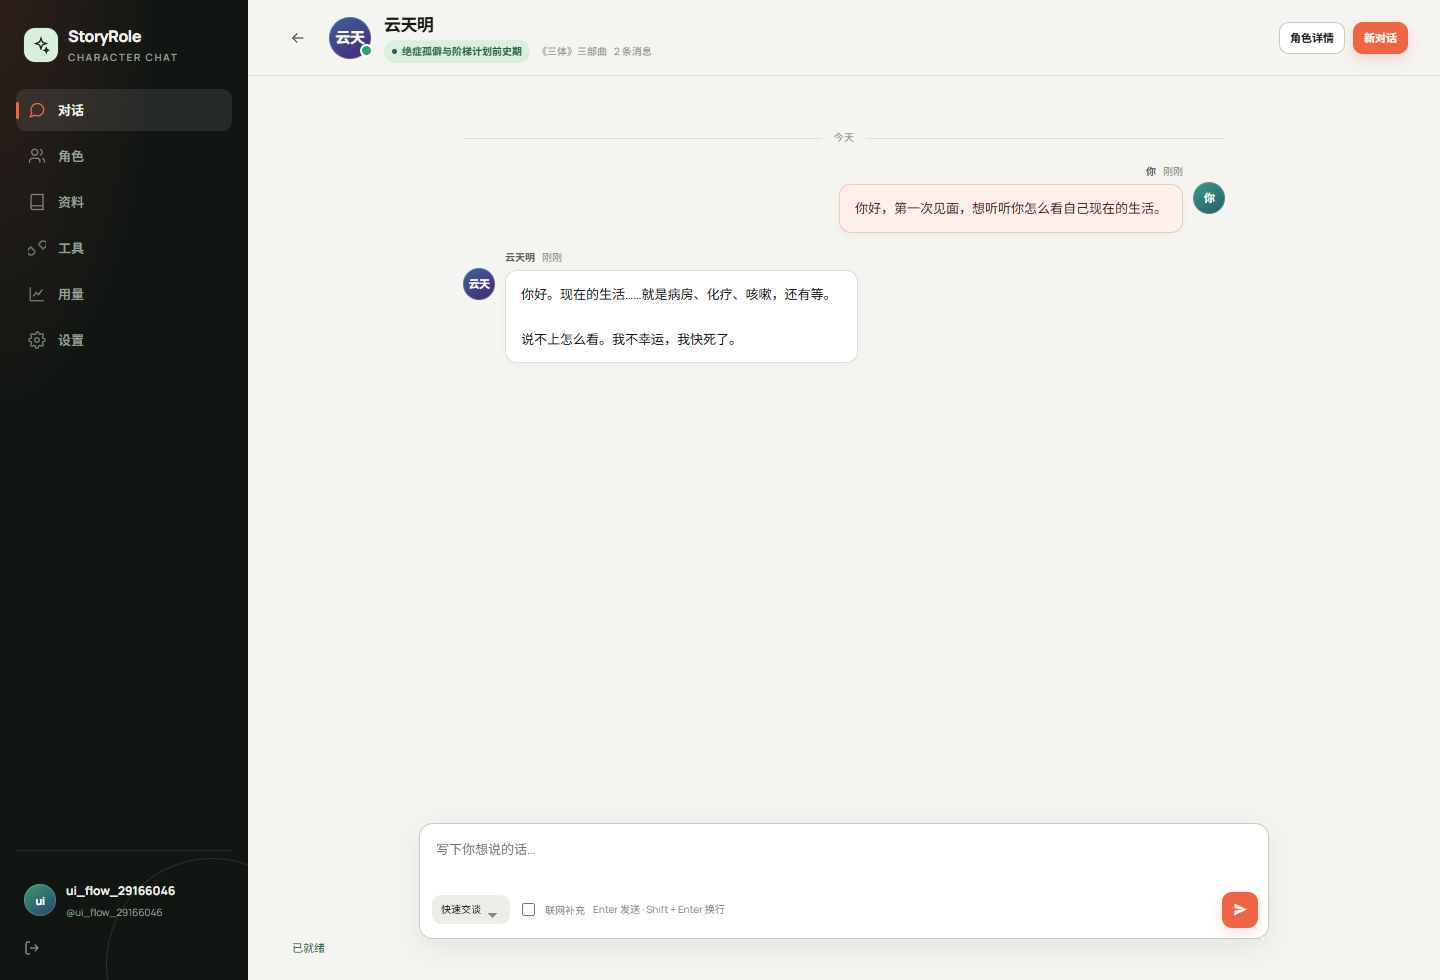 StoryRole
CHARACTER CHAT
对话
角色
资料
工具
用量
设置
ui
ui_flow_29166046
@ui_flow_29166046
云天
云天明
绝症孤僻与阶梯计划前史期
《三体》三部曲 2 条消息
角色详情
新对话
今天
你 刚刚
你好，第一次见面，想听听你怎么看自己现在的生活。
你
云天明 刚刚
云天
你好。现在的生活……就是病房、化疗、咳嗽，还有等。
说不上怎么看。我不幸运，我快死了。
写下你想说的话...
快速交谈
联网补充
Enter 发送 · Shift + Enter 换行
已就绪